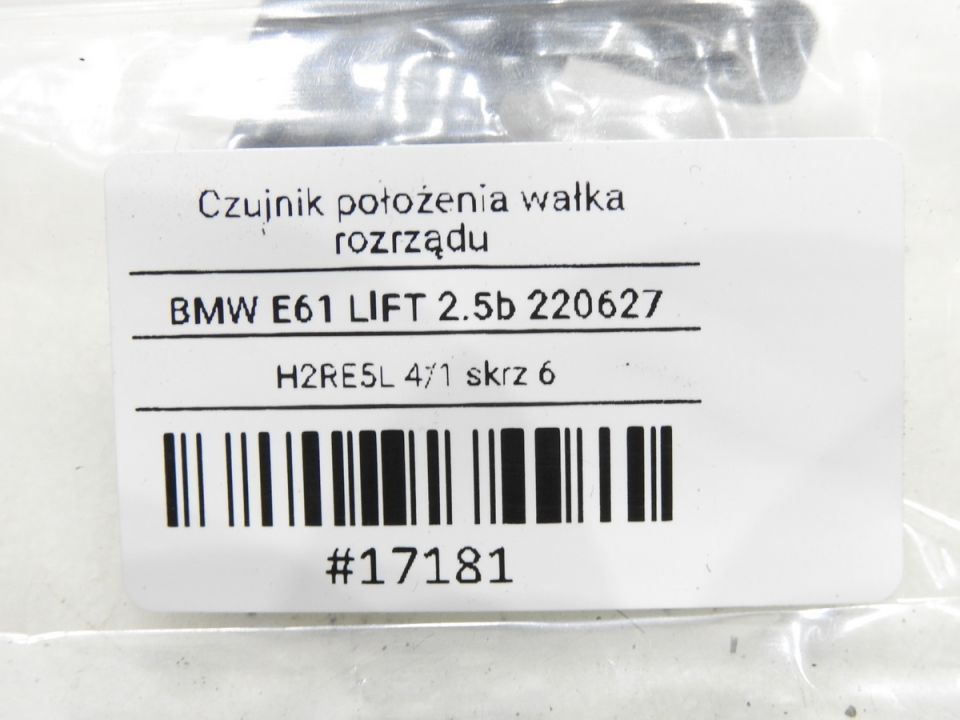 Czujnik położenia wałka
rozrządu
BMW E61 LIFT 2.5b 220627
H2RE5L 4/1 skrz 6
#17181